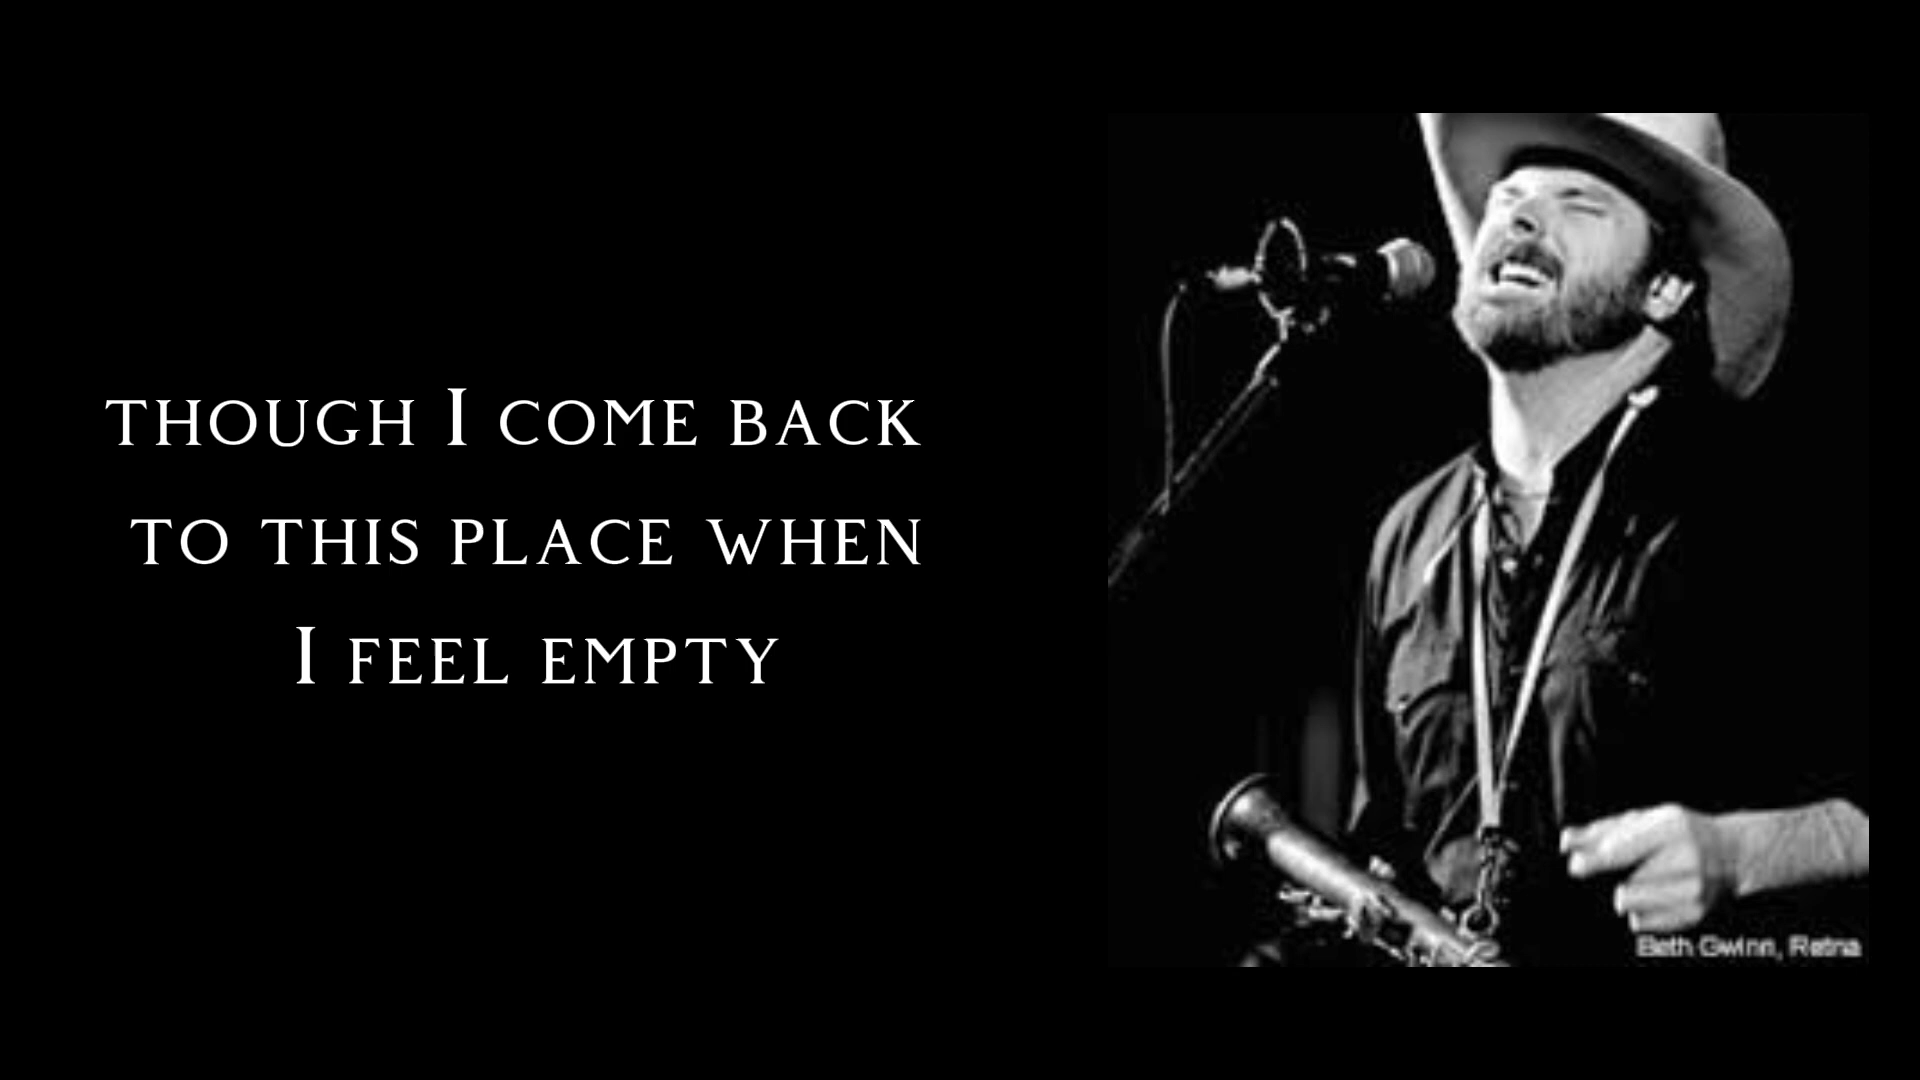 THOUGH I COME BACK
TO THIS PLACE WHEN
I FEEL EMPTY
Beth Gwinn, Retna